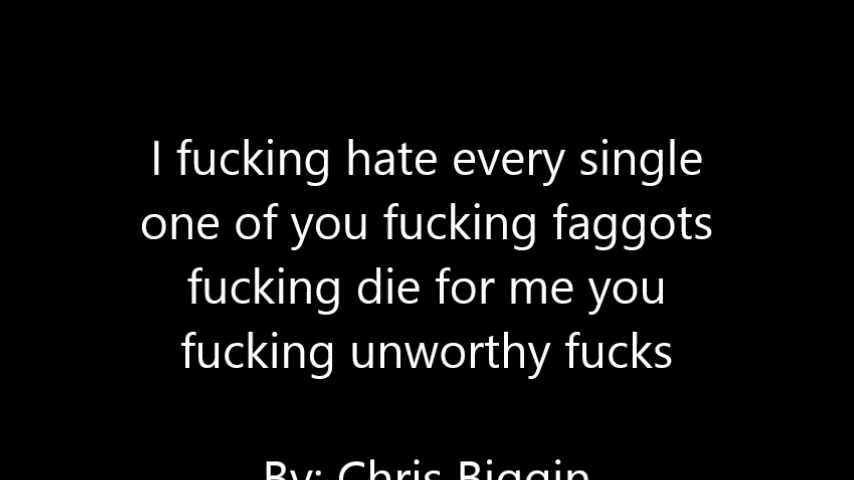 I fucking hate every single
one of you fucking faggots
fucking die for me you
fucking unworthy fucks
By: Chris Biggin